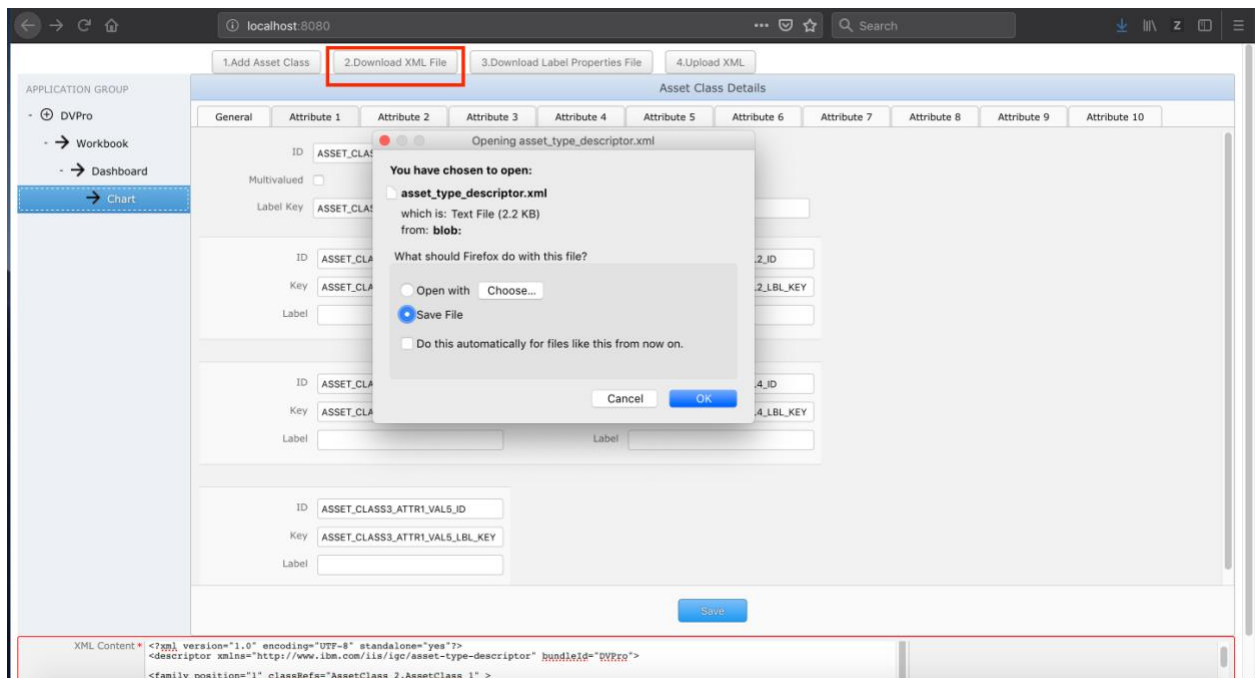 localhost:8080
Search
1.Add Asset Class
2.Download XML File
3.Download Label Properties File
4.Upload XML
APPLICATION GROUP
Asset Class Details
DVPro
Workbook
Dashboard
Chart
General
Attribute 1
Attribute 2
Attribute 3
Attribute 4
Attribute 5
Attribute 6
Attribute 7
Attribute 8
Attribute 9
Attribute 10
Opening asset_type_descriptor.xml
You have chosen to open:
asset_type_descriptor.xml
which is: Text File (2.2 KB)
from: blob:
What should Firefox do with this file?
Open with Choose...
Save File
Do this automatically for files like this from now on.
Cancel OK
ID
Multivalued
Label Key
ID 2_ID
Key 2_LBL_KEY
Label
ID 4_ID
Key 4_LBL_KEY
Label Label
ID ASSET_CLASS3_ATTR1_VAL5_ID
Key ASSET_CLASS3_ATTR1_VAL5_LBL_KEY
Label
Save
XML Content * <?xml version="1.0" encoding="UTF-8" standalone="yes"?>
<descriptor xmlns="http://www.ibm.com/iis/igc/asset-type-descriptor" bundleId="DVPro">
<family position="1" classRefs="AssetClass_2,AssetClass_1" >